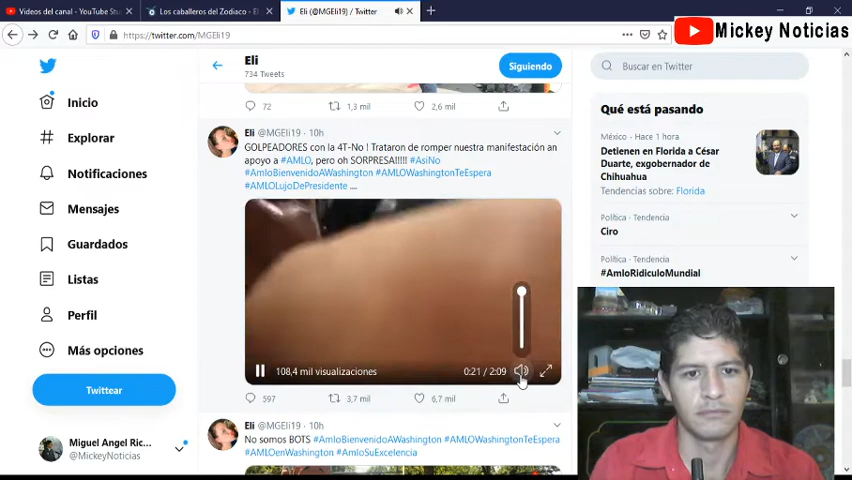 Videos del canal - YouTube Stu
Los caballeros del Zodiaco - El
Eli (@MGEli19) / Twitter
https://twitter.com/MGEli19
Mickey Noticias
Inicio
Explorar
Notificaciones
Mensajes
Guardados
Listas
Perfil
Más opciones
Twittear
Miguel Angel Ric...
@MickeyNoticias
Eli
734 Tweets
Siguiendo
72
1,3 mil
2,6 mil
Eli @MGEli19 · 10h
GOLPEADORES con la 4T-No ! Trataron de romper nuestra manifestación an
apoyo a #AMLO, pero oh SORPRESA!!!!! #AsiNo
#AmloBienvenidoAWashington #AMLOWashingtonTeEspera
#AMLOLujoDePresidente ....
108,4 mil visualizaciones
0:21 / 2:09
597
3,7 mil
6,7 mil
Eli @MGEli19 · 10h
No somos BOTS #AmloBienvenidoAWashington #AMLOWashingtonTeEspera
#AMLOenWashington #AmloSuExcelencia
Buscar en Twitter
Qué está pasando
México · Hace 1 hora
Detienen en Florida a César
Duarte, exgobernador de
Chihuahua
Tendencias sobre: Florida
Política · Tendencia
Ciro
Política · Tendencia
#AmloRidiculoMundial